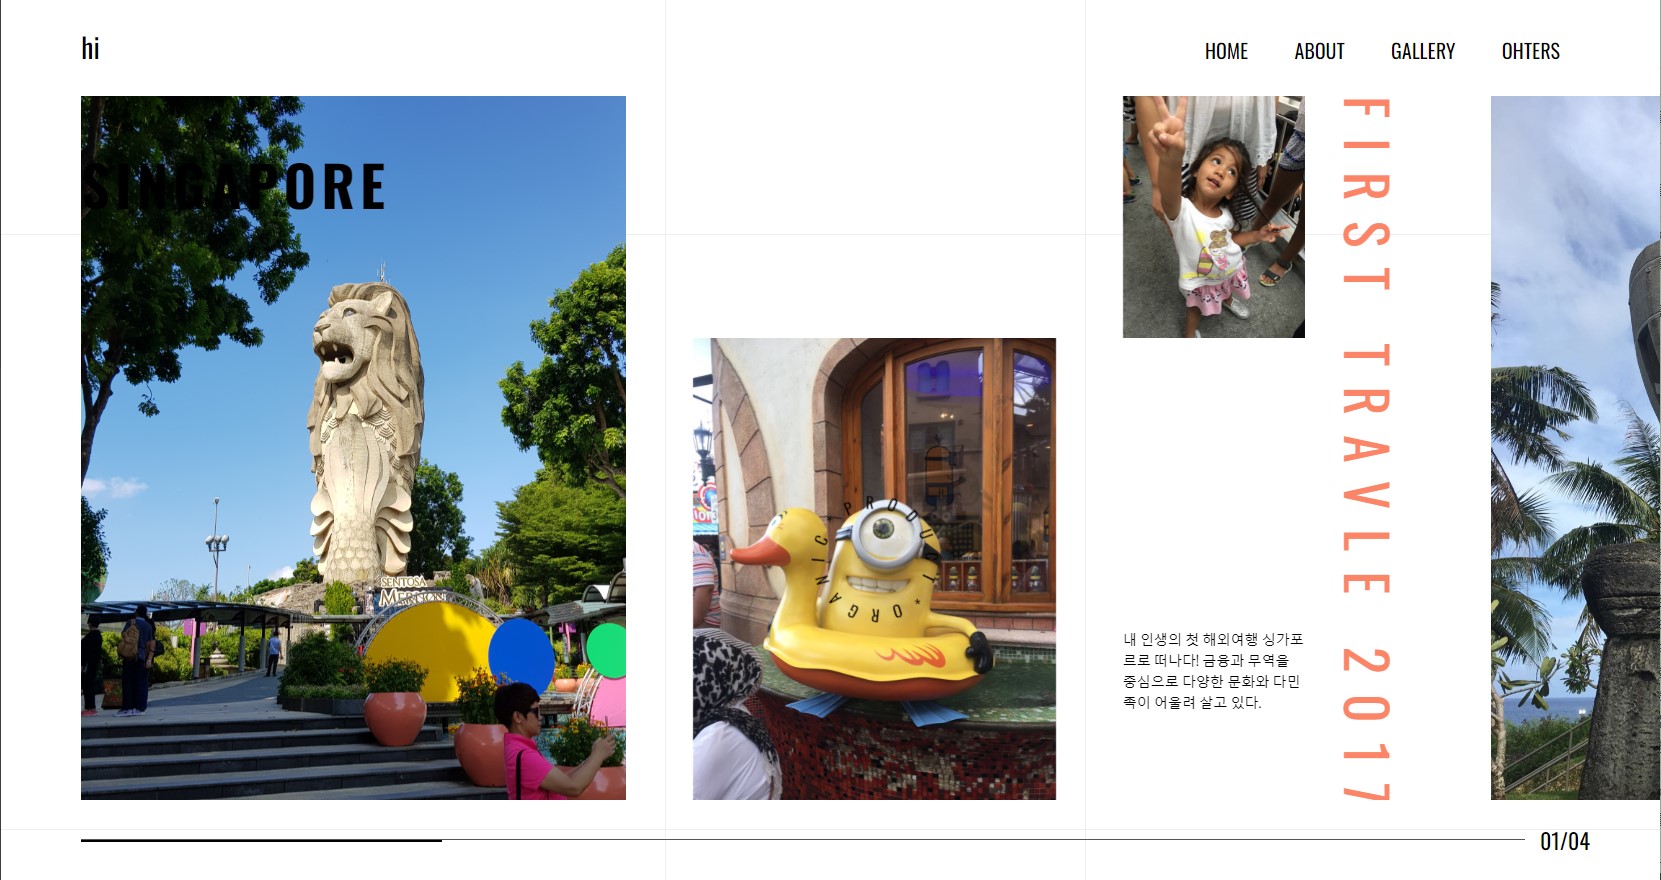 hi
HOME ABOUT GALLERY OHTERS
SINGAPORE
SENTOSA
MERLION
ORGANIC PRODUCT *
내 인생의 첫 해외여행 싱가포
르로 떠나다! 금융과 무역을
중심으로 다양한 문화와 다민
족이 어울려 살고 있다.
FIRST TRAVLE 2017
01/04